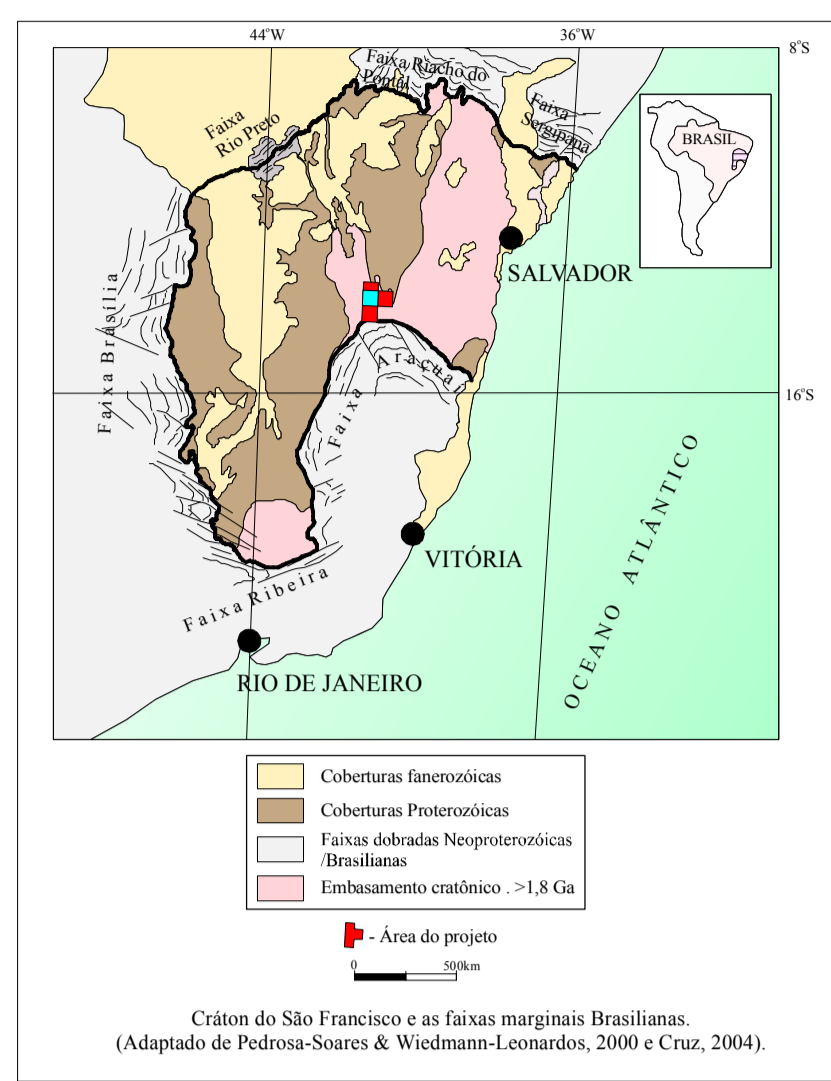 44°W
36°W
8°S
Faixa Riacho do
Pontal
Faixa
Rio Preto
Faixa
Sergipana
BRASIL
SALVADOR
Faixa Brasília
Faixa Araçuaí
16°S
VITÓRIA
OCEANO ATLÂNTICO
Faixa Ribeira
RIO DE JANEIRO
Coberturas fanerozóicas
Coberturas Proterozóicas
Faixas dobradas Neoproterozóicas
/Brasilianas
Embasamento cratônico . >1,8 Ga
- Área do projeto
0 500km
Cráton do São Francisco e as faixas marginais Brasilianas.
(Adaptado de Pedrosa-Soares & Wiedmann-Leonardos, 2000 e Cruz, 2004).